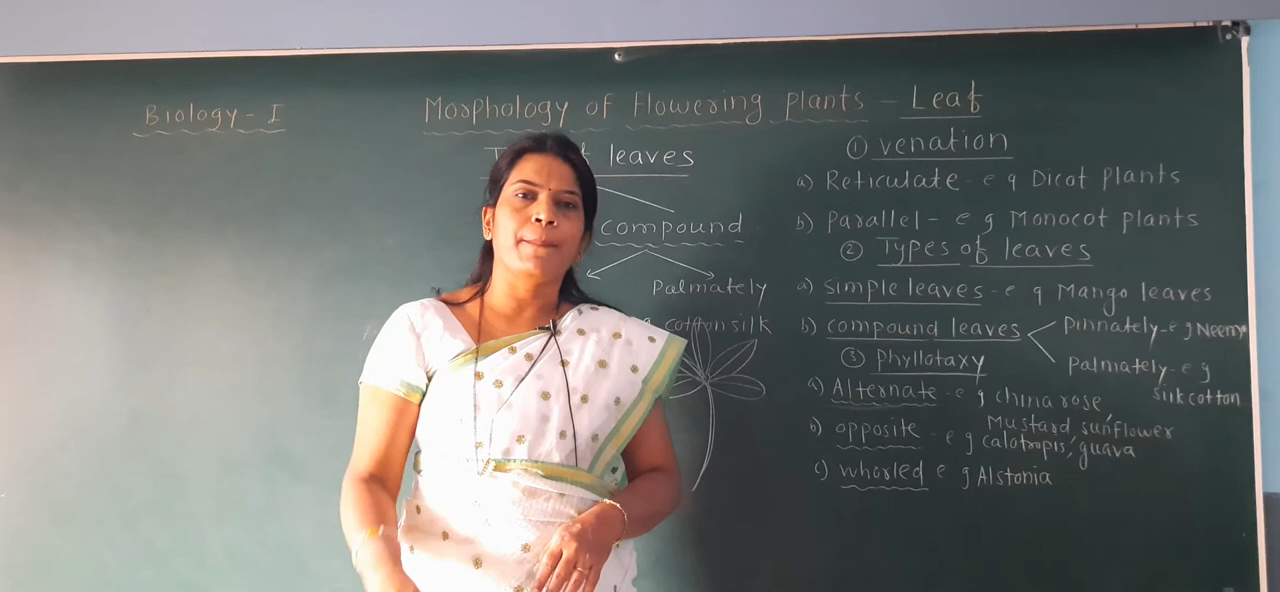 Biology - I
Morphology of Flowering plants - Leaf
leaves
compound
Palmately
cotton silk
① venation
a) Reticulate - e g Dicot plants
b) Parallel - e g Monocot plants
② Types of leaves
a) simple leaves - e g Mango leaves
b) compound leaves
Pinnately - e g Neem
Palmately - e g
silk cotton
③ Phyllotaxy
a) Alternate - e g china rose,
Mustard sunflower
b) opposite - e g calotropis, guava
c) whorled e g Alstonia